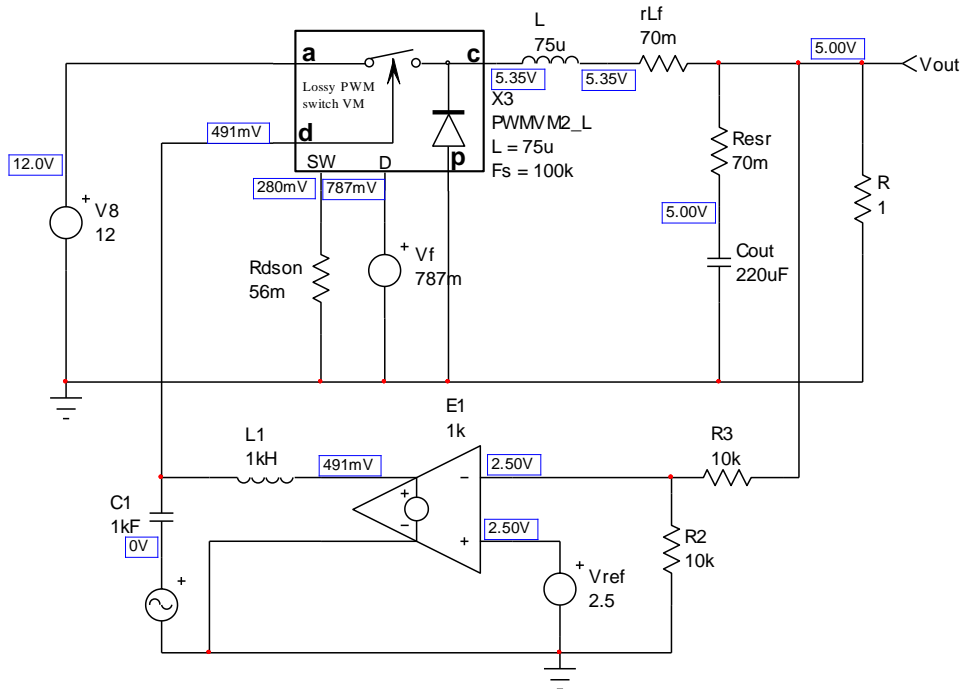 L
75u
rLf
70m
5.00V
Vout
a
c
Lossy PWM
switch VM
5.35V
5.35V
X3
PWMVM2_L
L = 75u
Fs = 100k
d
p
491mV
SW
D
280mV
787mV
12.0V
+
V8
12
Rdson
56m
+
Vf
787m
Resr
70m
5.00V
Cout
220uF
R
1
E1
1k
L1
1kH
491mV
2.50V
R3
10k
C1
1kF
0V
+
+
−
−
+
2.50V
R2
10k
+
Vref
2.5